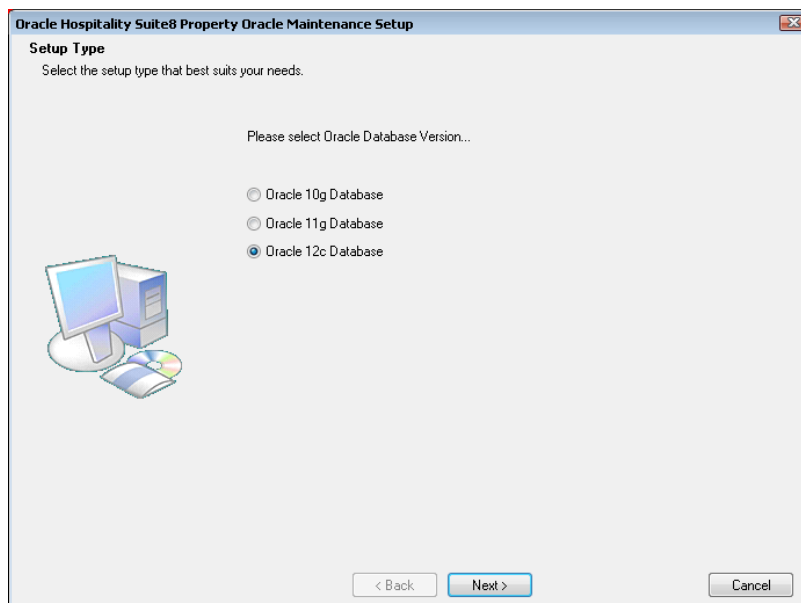 Oracle Hospitality Suite8 Property Oracle Maintenance Setup
Setup Type
Select the setup type that best suits your needs.
Please select Oracle Database Version...
Oracle 10g Database
Oracle 11g Database
Oracle 12c Database
< Back
Next >
Cancel